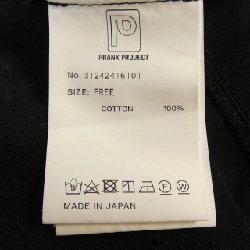 PRANK PROJECT
No. 31242416101
SIZE: FREE
COTTON 100%
MADE IN JAPAN